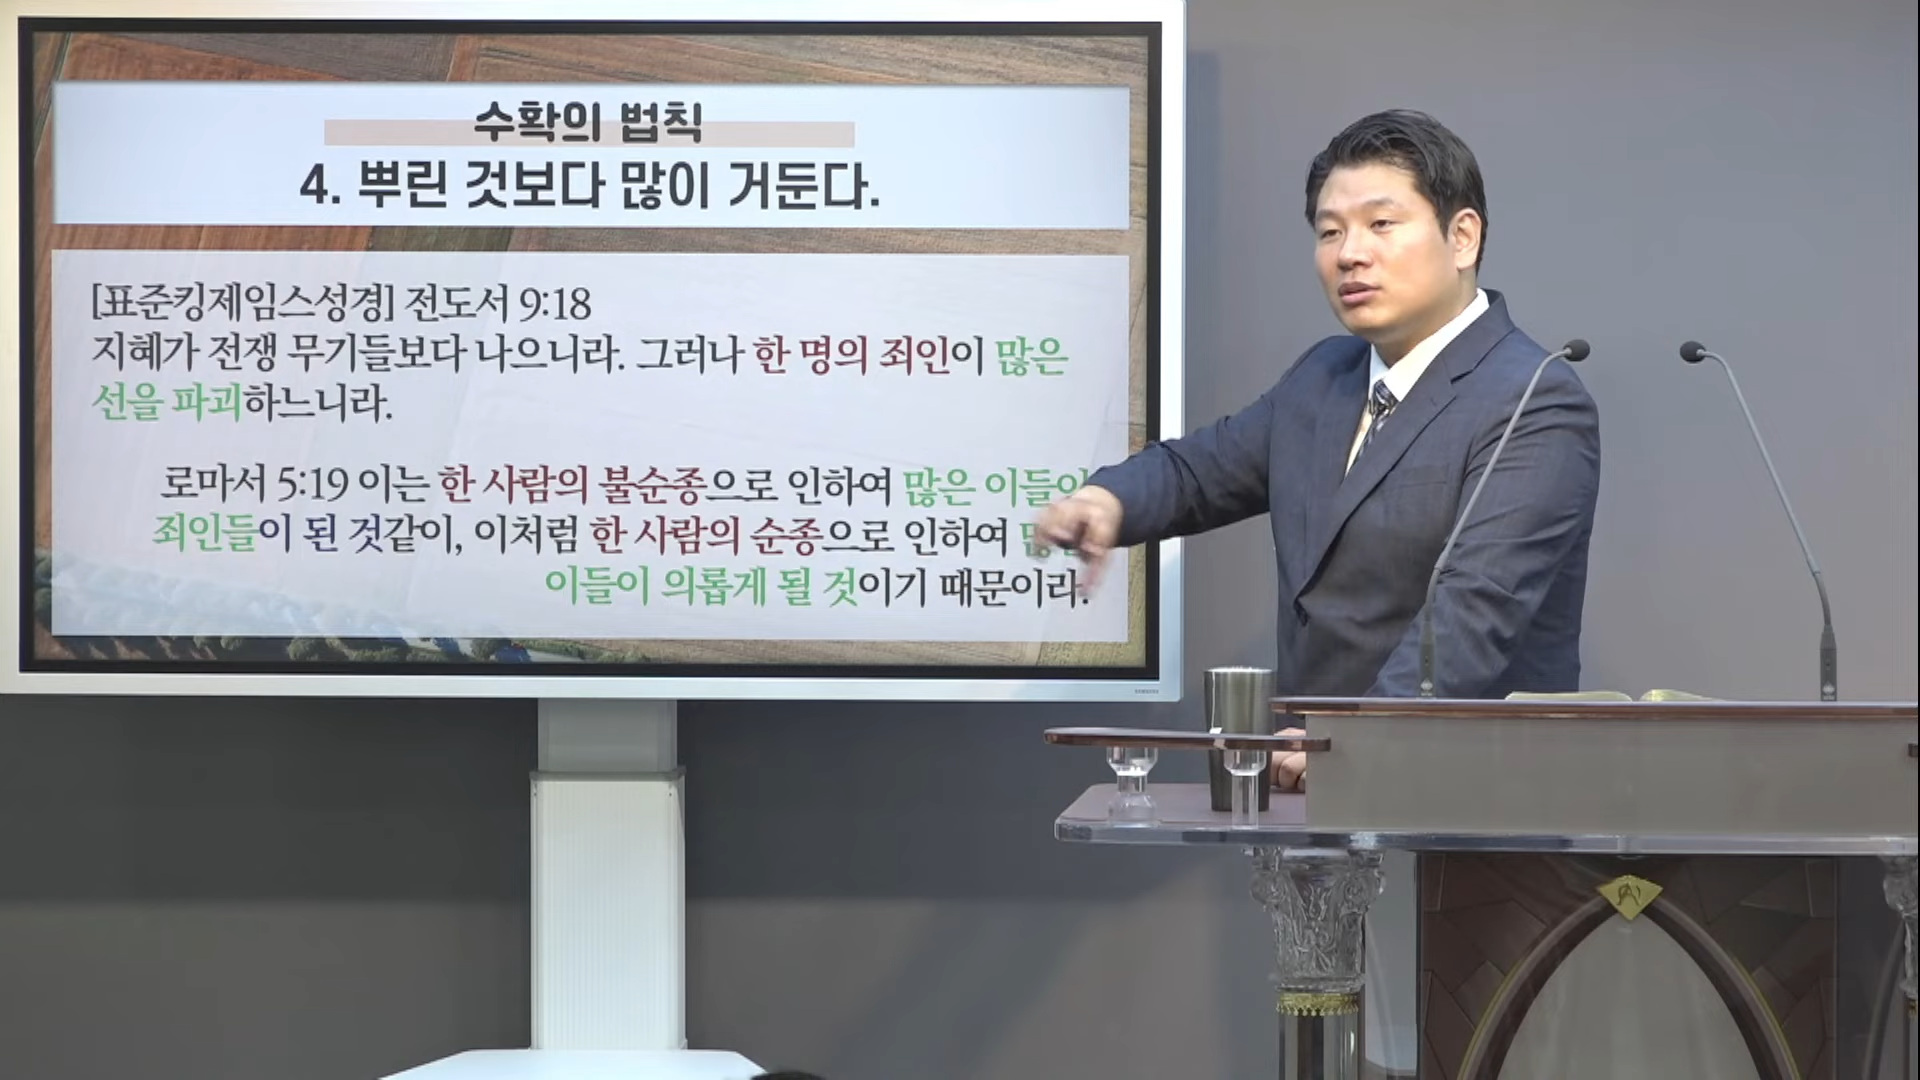 수확의 법칙
4. 뿌린 것보다 많이 거둔다.
[표준킹제임스성경] 전도서 9:18
지혜가 전쟁 무기들보다 나으니라. 그러나 한 명의 죄인이 많은
선을 파괴하느니라.
로마서 5:19 이는 한 사람의 불순종으로 인하여 많은 이들이
죄인들이 된 것같이, 이처럼 한 사람의 순종으로 인하여
이들이 의롭게 될 것이기 때문이라.
SAMSUNG